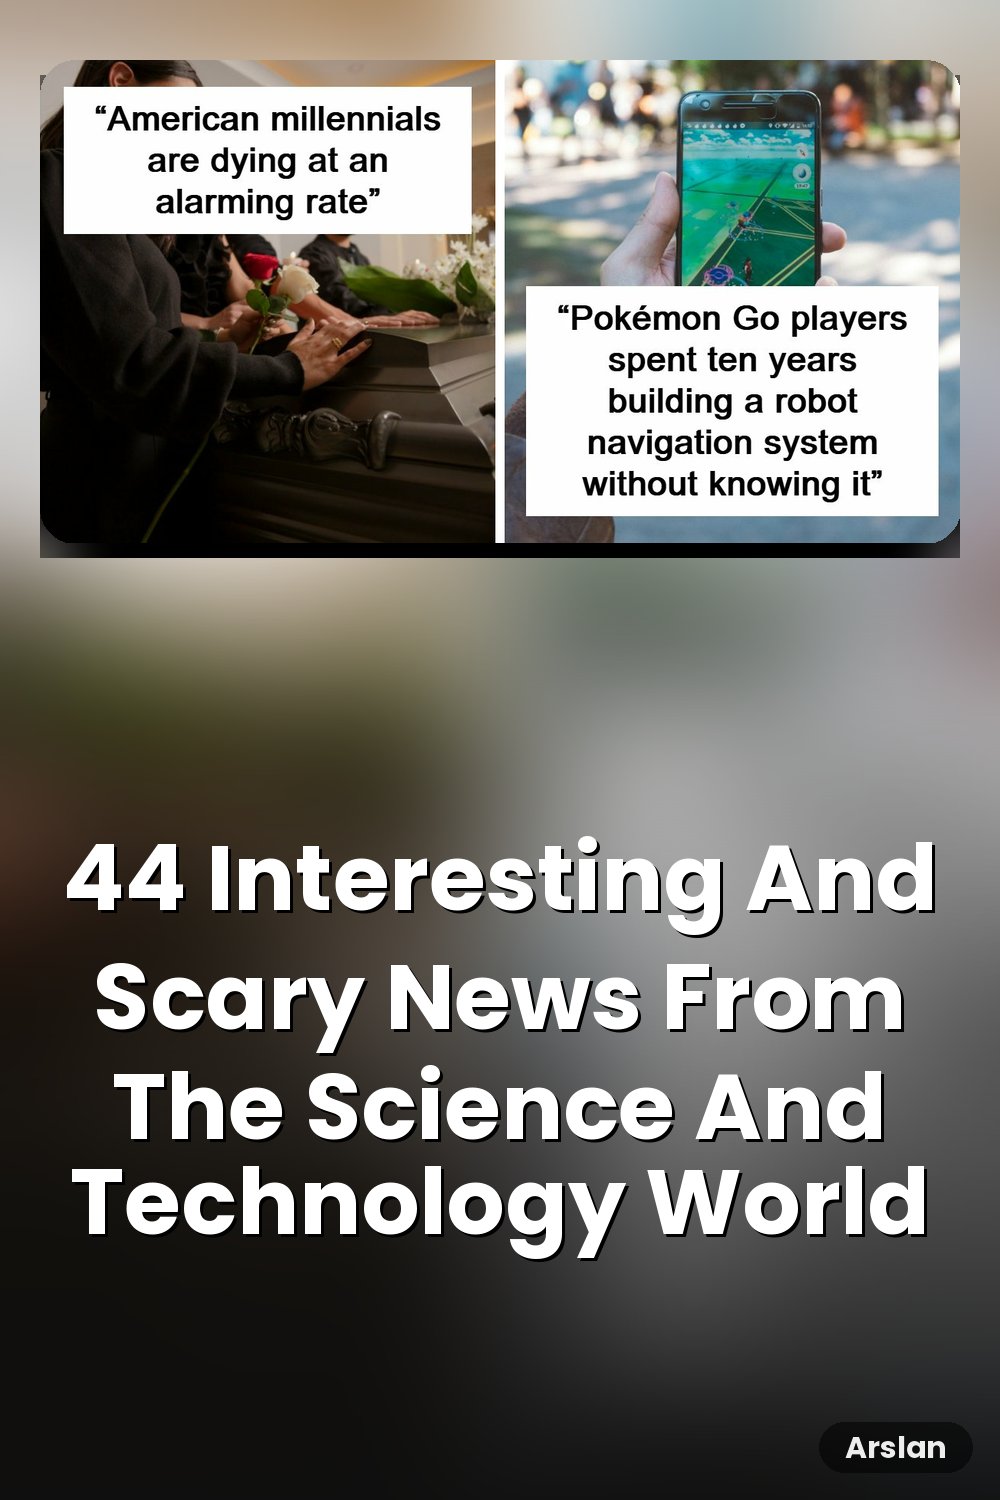 “American millennials
are dying at an
alarming rate”
“Pokémon Go players
spent ten years
building a robot
navigation system
without knowing it”
44 Interesting And
Scary News From
The Science And
Technology World
Arslan